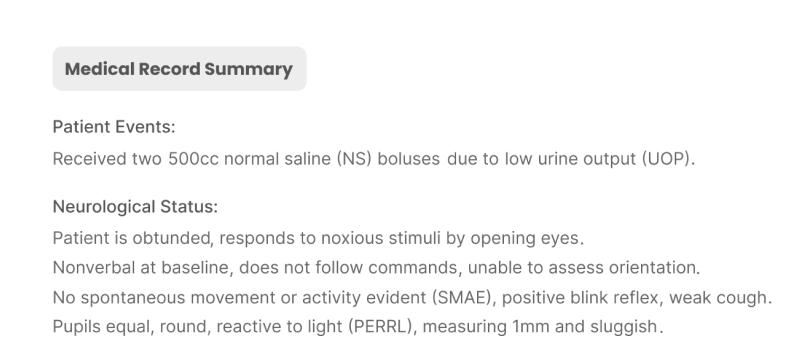 Medical Record Summary
Patient Events:
Received two 500cc normal saline (NS) boluses due to low urine output (UOP).
Neurological Status:
Patient is obtunded, responds to noxious stimuli by opening eyes.
Nonverbal at baseline, does not follow commands, unable to assess orientation.
No spontaneous movement or activity evident (SMAE), positive blink reflex, weak cough.
Pupils equal, round, reactive to light (PERRL), measuring 1mm and sluggish.